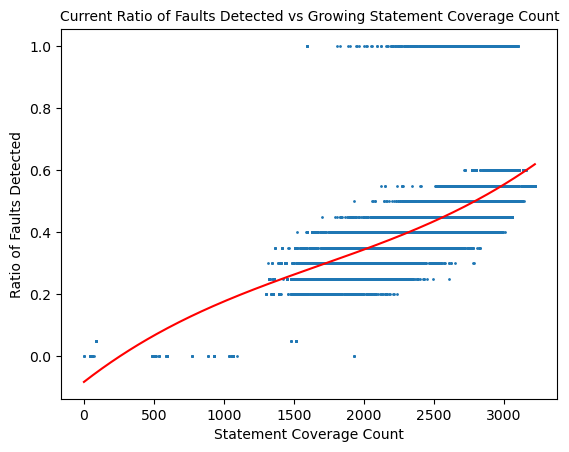 Current Ratio of Faults Detected vs Growing Statement Coverage Count
1.0
0.8
0.6
0.4
0.2
0.0
Ratio of Faults Detected
0 500 1000 1500 2000 2500 3000
Statement Coverage Count